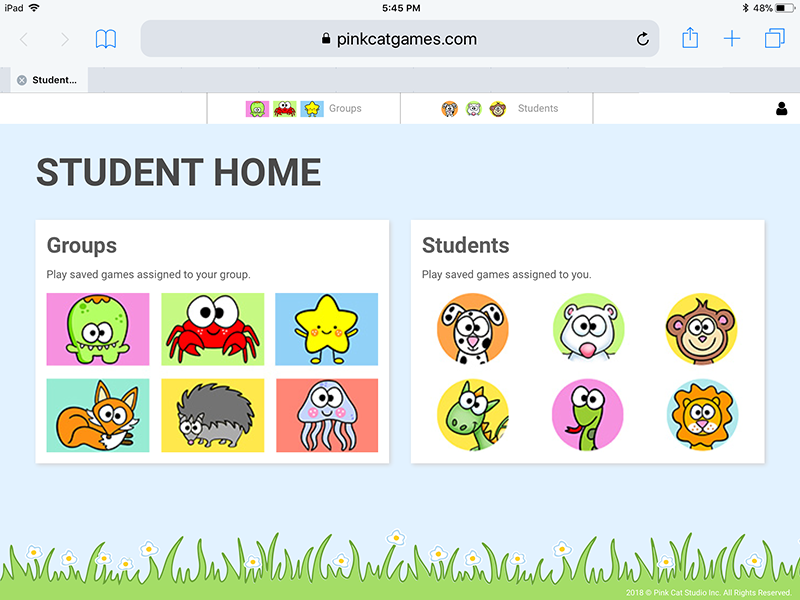 iPad 5:45 PM 48%
pinkcatgames.com
Student...
Groups Students
STUDENT HOME
Groups
Play saved games assigned to your group.
Students
Play saved games assigned to you.
2018 © Pink Cat Studio Inc. All Rights Reserved.